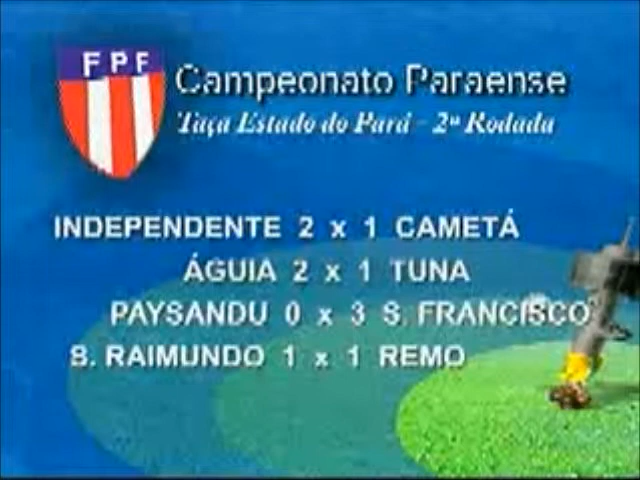 FPF
Campeonato Paraense
Taça Estado do Pará - 2ª Rodada
INDEPENDENTE 2 x 1 CAMETÁ
ÁGUIA 2 x 1 TUNA
PAYSANDU 0 x 3 S. FRANCISCO
S. RAIMUNDO 1 x 1 REMO